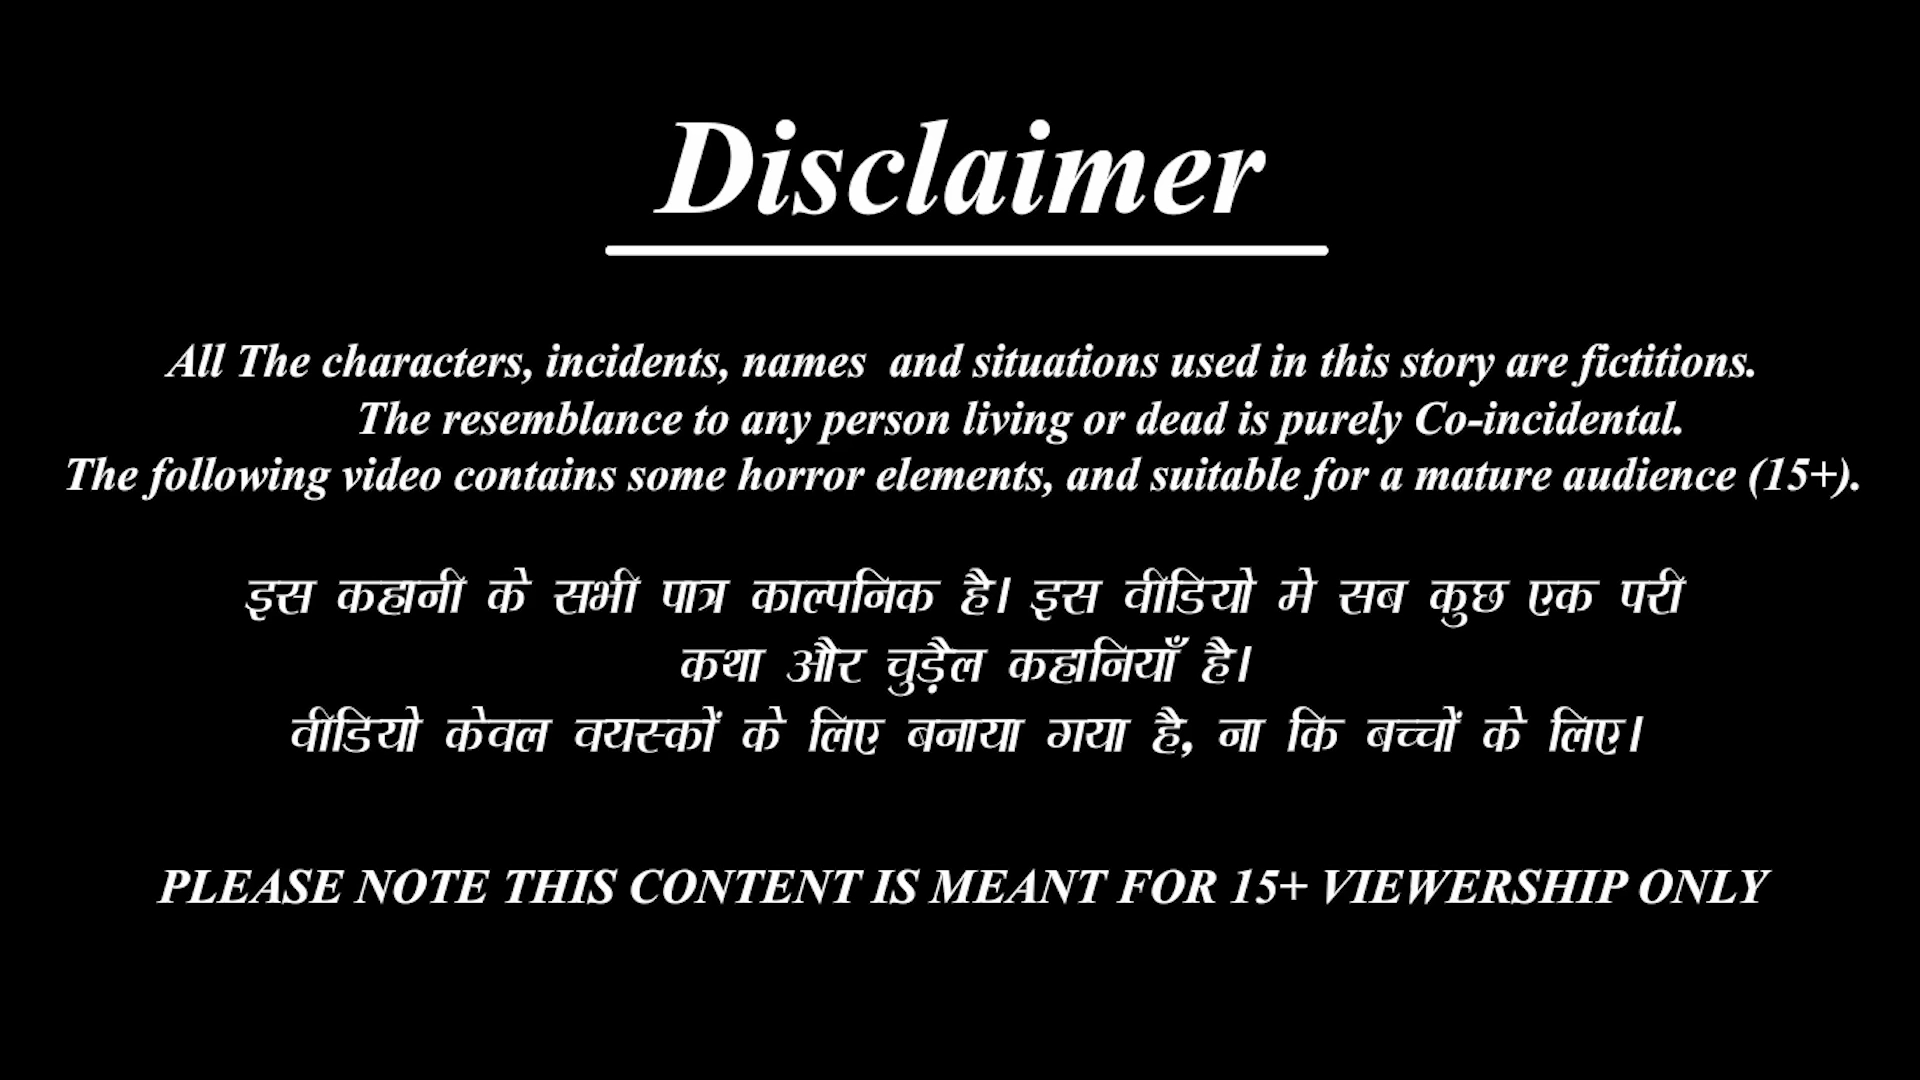 Disclaimer
All The characters, incidents, names  and situations used in this story are fictitions.
The resemblance to any person living or dead is purely Co-incidental.
The following video contains some horror elements, and suitable for a mature audience (15+).
इस कहानी के सभी पात्र काल्पनिक है। इस वीडियो मे सब कुछ एक परी
कथा और चुड़ैल कहानियाँ है।
वीडियो केवल वयस्कों के लिए बनाया गया है, ना कि बच्चों के लिए।
PLEASE NOTE THIS CONTENT IS MEANT FOR 15+ VIEWERSHIP ONLY